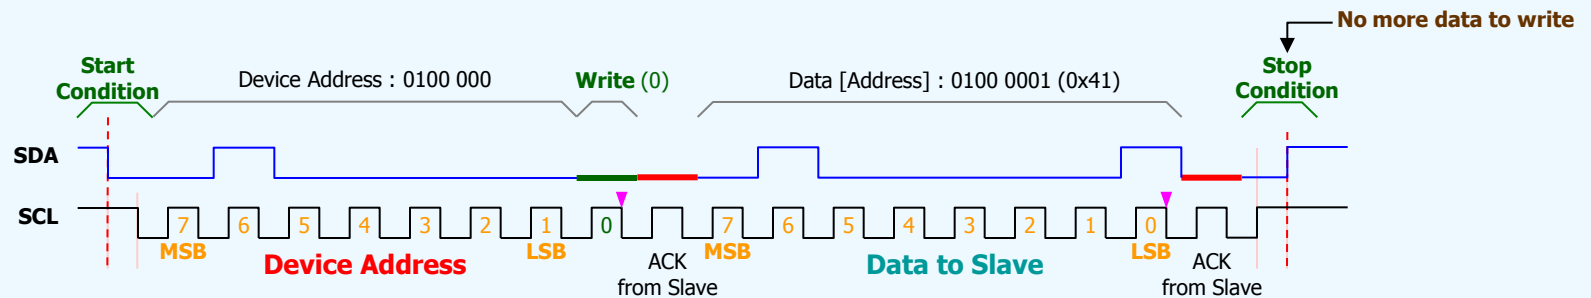 No more data to write
Start
Condition
Device Address : 0100 000
Write (0)
Data [Address] : 0100 0001 (0x41)
Stop
Condition
SDA
SCL
7 6 5 4 3 2 1 0 7 6 5 4 3 2 1 0
MSB LSB MSB LSB
Device Address
ACK
from Slave
Data to Slave
ACK
from Slave